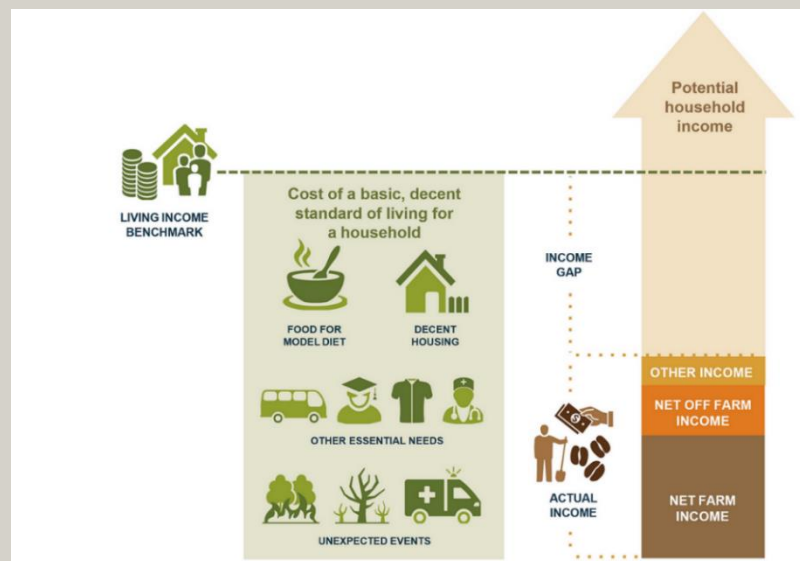 Potential
household
income
LIVING INCOME
BENCHMARK
Cost of a basic, decent
standard of living for
a household
FOOD FOR
MODEL DIET
DECENT
HOUSING
INCOME
GAP
OTHER INCOME
NET OFF FARM
INCOME
OTHER ESSENTIAL NEEDS
ACTUAL
INCOME
NET FARM
INCOME
UNEXPECTED EVENTS